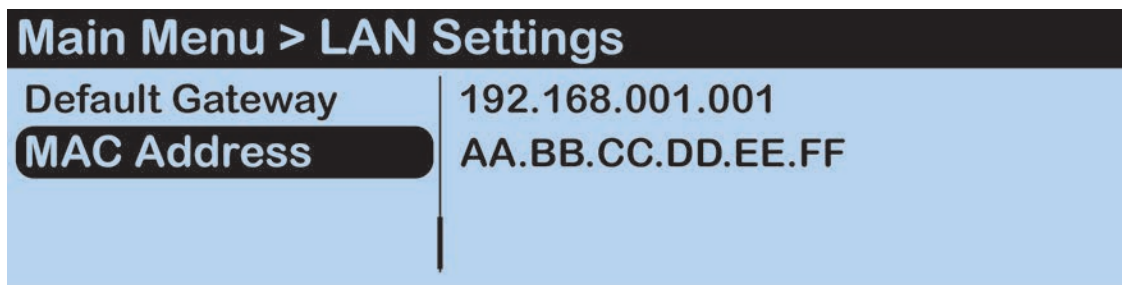 Main Menu > LAN Settings
Default Gateway 192.168.001.001
MAC Address AA.BB.CC.DD.EE.FF